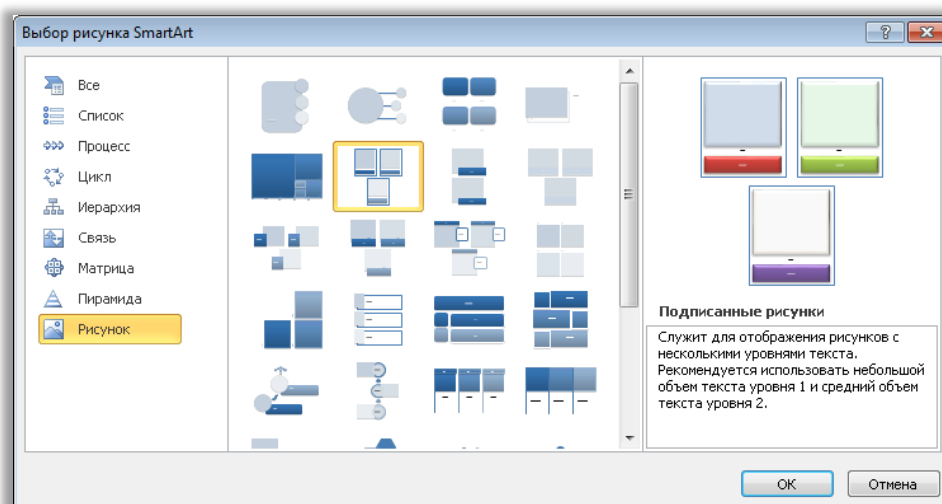 Выбор рисунка SmartArt
Все
Список
Процесс
Цикл
Иерархия
Связь
Матрица
Пирамида
Рисунок
Подписанные рисунки
Служит для отображения рисунков с
несколькими уровнями текста.
Рекомендуется использовать небольшой
объем текста уровня 1 и средний объем
текста уровня 2.
ОК
Отмена